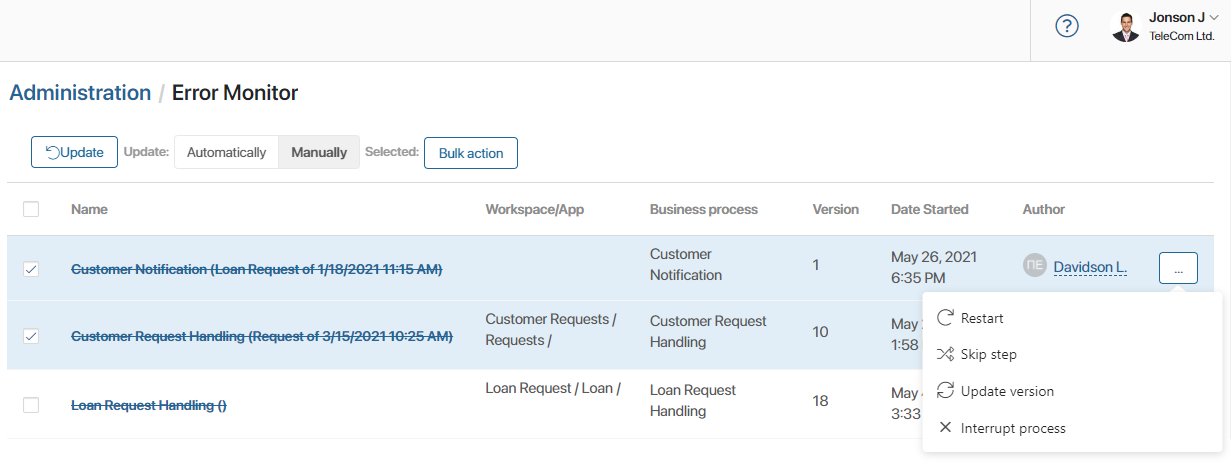 Jonson J
TeleCom Ltd.
Administration / Error Monitor
Update Update: Automatically Manually Selected: Bulk action
Name Workspace/App Business process Version Date Started Author
Customer Notification (Loan Request of 1/18/2021 11:15 AM) Customer Notification 1 May 26, 2021 6:35 PM ПЕ Davidson L. ...
Customer Request Handling (Request of 3/15/2021 10:25 AM) Customer Requests / Requests / Customer Request Handling 10 May 1:58
Loan Request Handling () Loan Request / Loan / Loan Request Handling 18 May 3:33
Restart
Skip step
Update version
Interrupt process